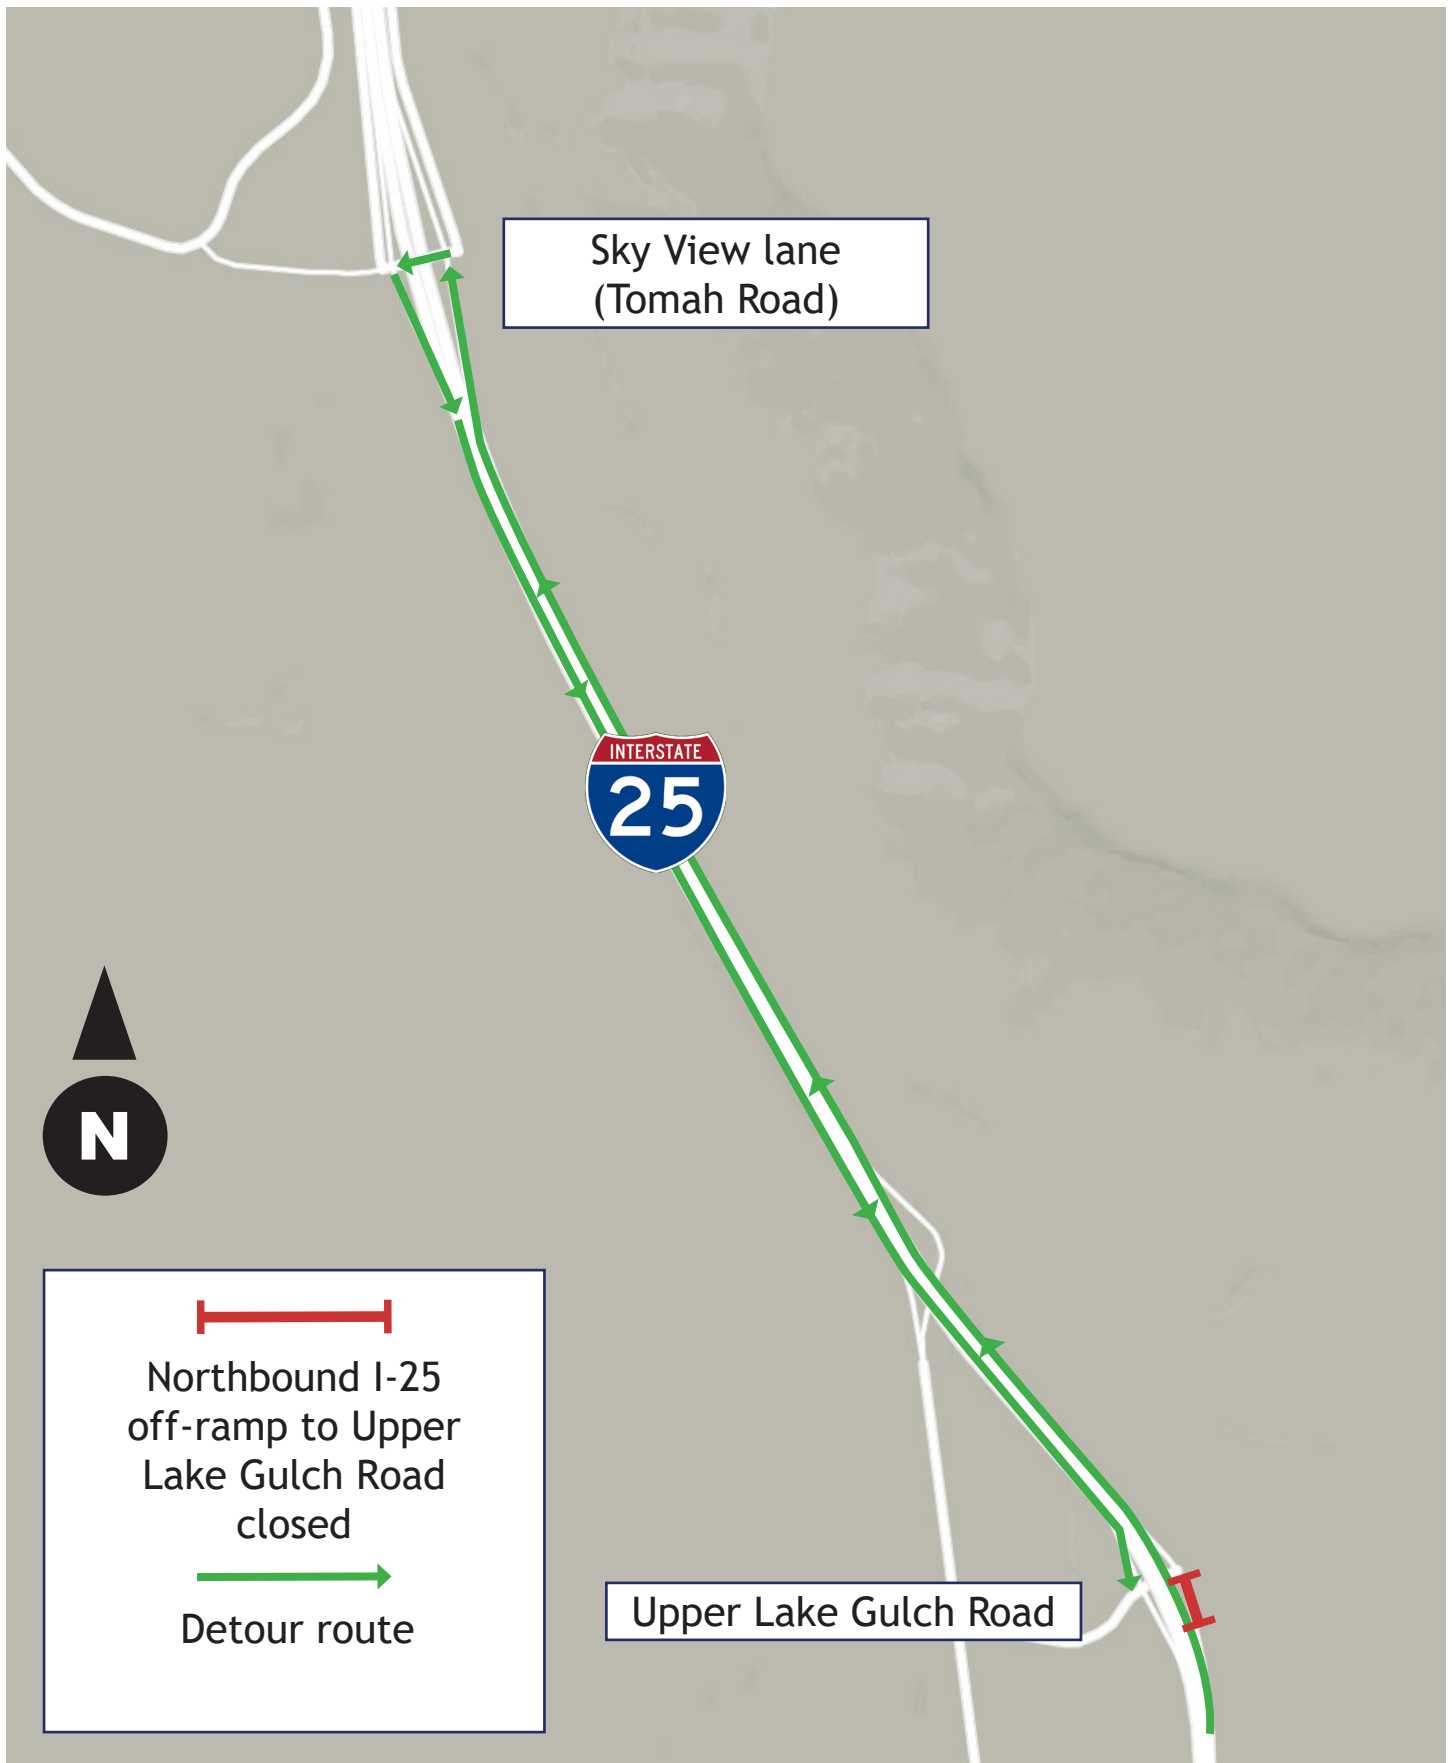 Sky View lane
(Tomah Road)
INTERSTATE
25
N
Northbound I-25
off-ramp to Upper
Lake Gulch Road
closed
Detour route
Upper Lake Gulch Road